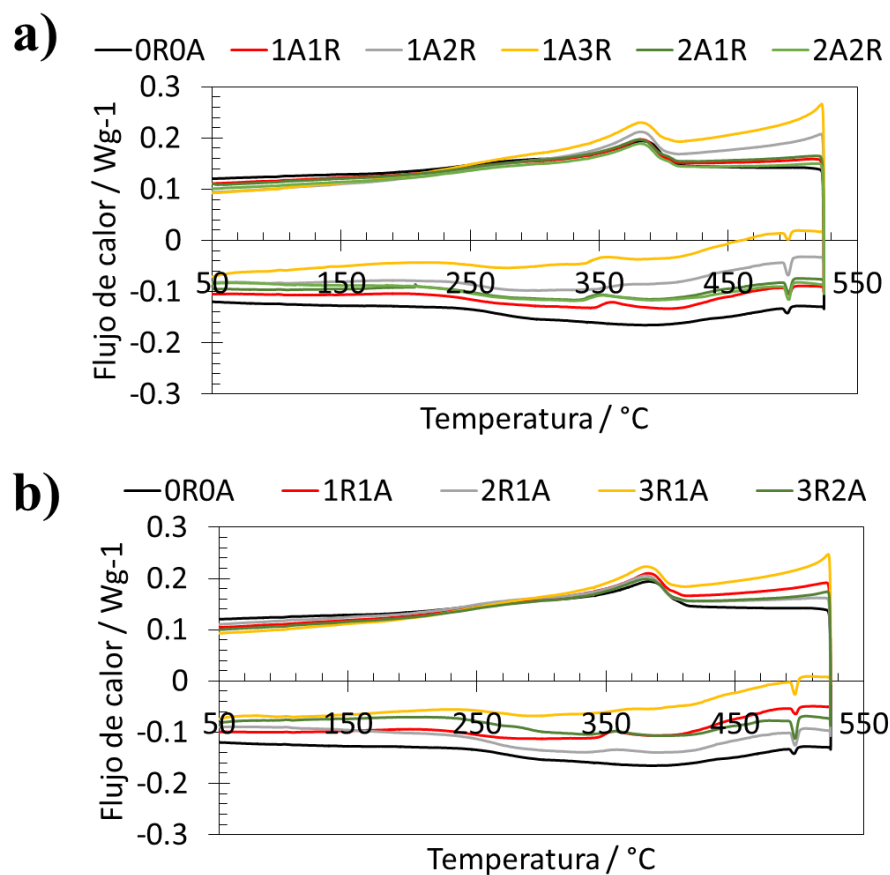 a)
0R0A 1A1R 1A2R 1A3R 2A1R 2A2R
0.3
0.2
0.1
0
-0.1
-0.2
-0.3
50 150 250 350 450 550
Flujo de calor / Wg-1
Temperatura / °C
b)
0R0A 1R1A 2R1A 3R1A 3R2A
0.3
0.2
0.1
0
-0.1
-0.2
-0.3
50 150 250 350 450 550
Flujo de calor / Wg-1
Temperatura / °C